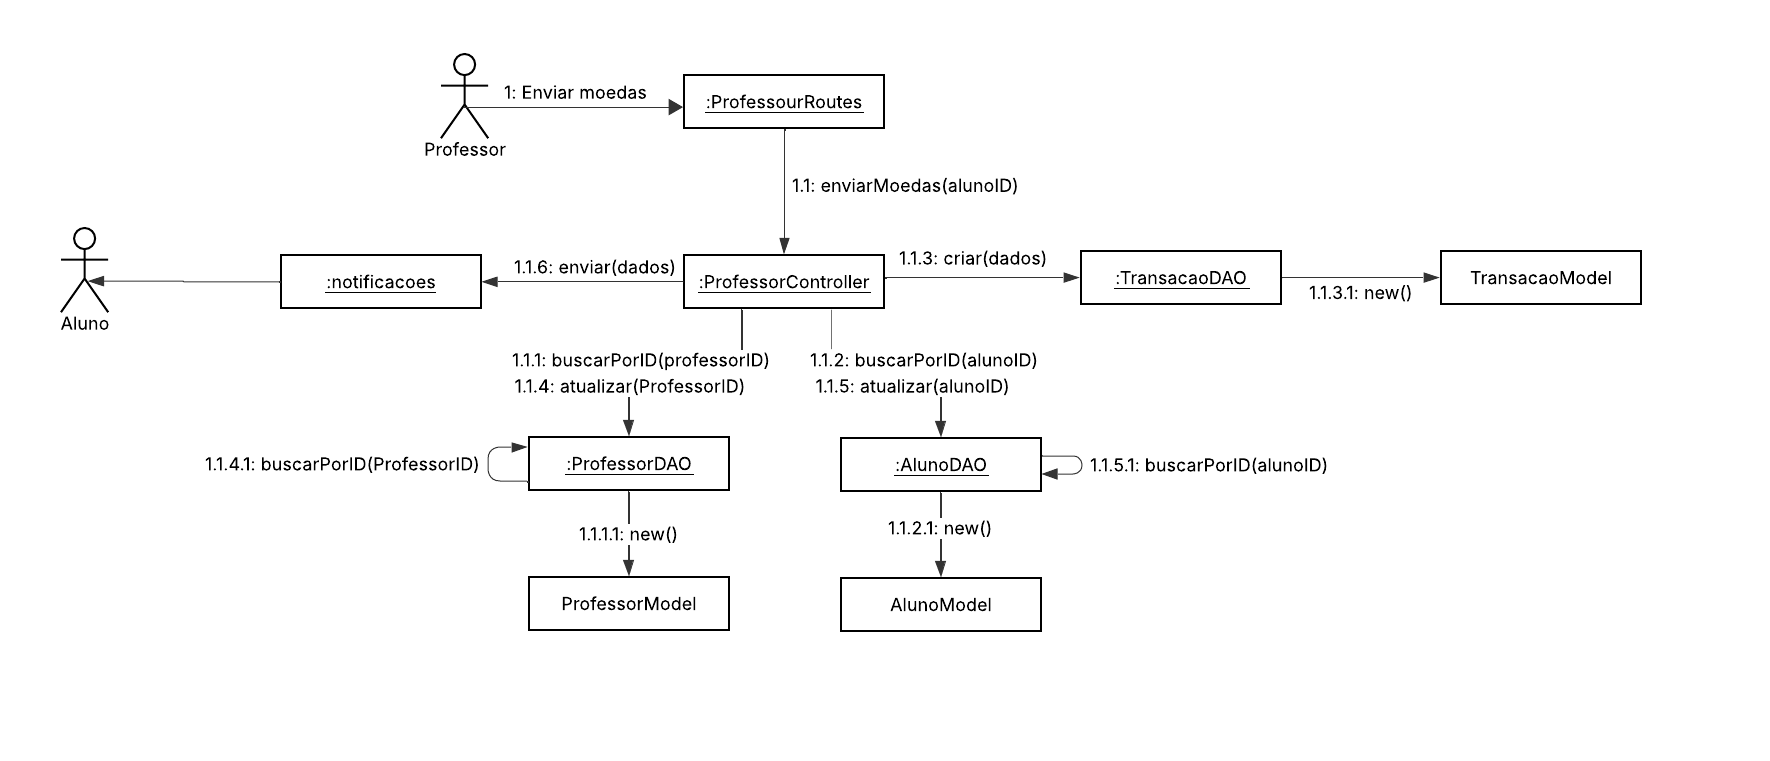 1: Enviar moedas
:ProfessourRoutes
Professor
1.1: enviarMoedas(alunoID)
1.1.3: criar(dados)
1.1.6: enviar(dados)
:notificacoes
:ProfessorController
:TransacaoDAO
TransacaoModel
1.1.3.1: new()
Aluno
1.1.1: buscarPorID(professorID)
1.1.2: buscarPorID(alunoID)
1.1.4: atualizar(ProfessorID)
1.1.5: atualizar(alunoID)
1.1.4.1: buscarPorID(ProfessorID)
:ProfessorDAO
:AlunoDAO
1.1.5.1: buscarPorID(alunoID)
1.1.1.1: new()
1.1.2.1: new()
ProfessorModel
AlunoModel